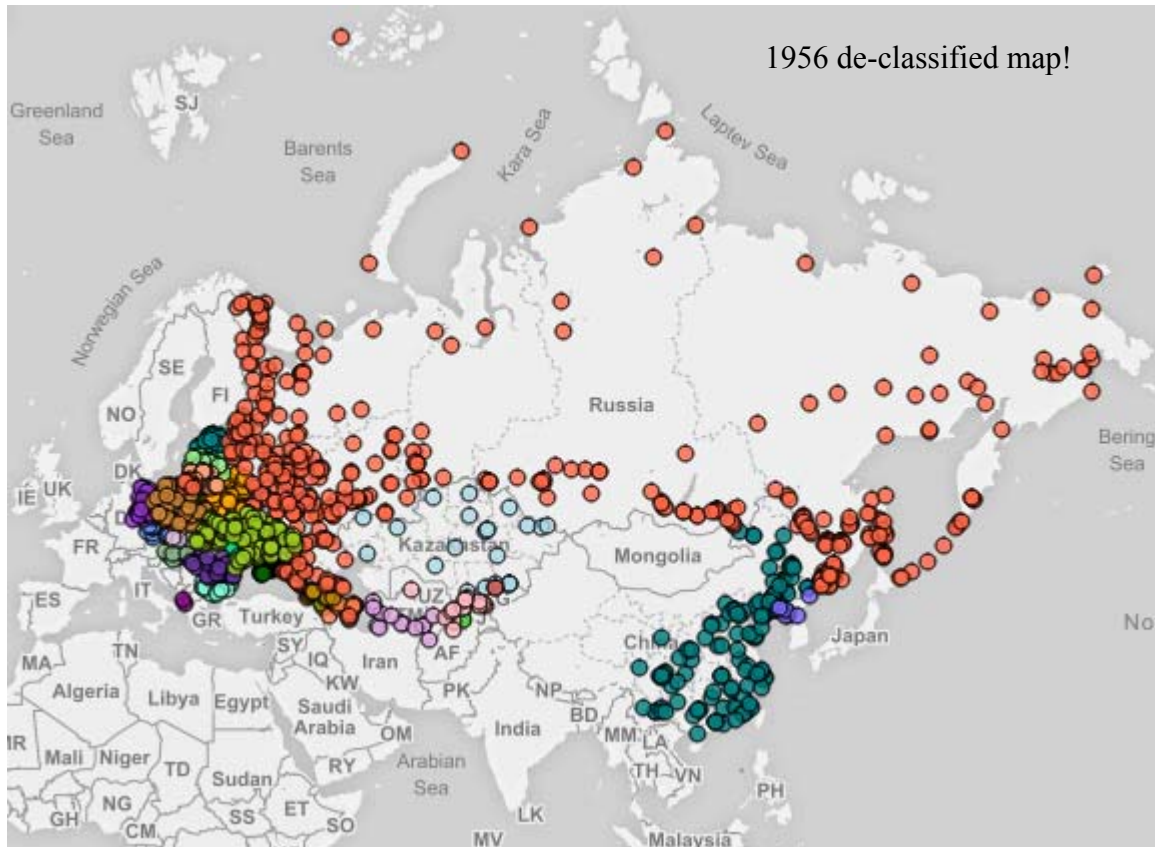 1956 de-classified map!
Greenland
Sea
SJ
Barents
Sea
Kara Sea
Laptev Sea
Norwegian Sea
SE
FI
NO
Russia
Bering
Sea
DK
IE
UK
FR
Kazakhstan
Mongolia
IT
ES
GR
Turkey
UZ
TM
G
J
China
Japan
No
SY
IQ
Iran
AF
MA
TN
KW
PK
NP
Algeria
Libya
Egypt
Saudi
Arabia
India
BD
OM
MM
LA
MR
Mali
Niger
TD
Sudan
RY
Arabian
Sea
TH
VN
PH
NG
ET
GH
SS
CM
SO
LK
MV
Malaysia